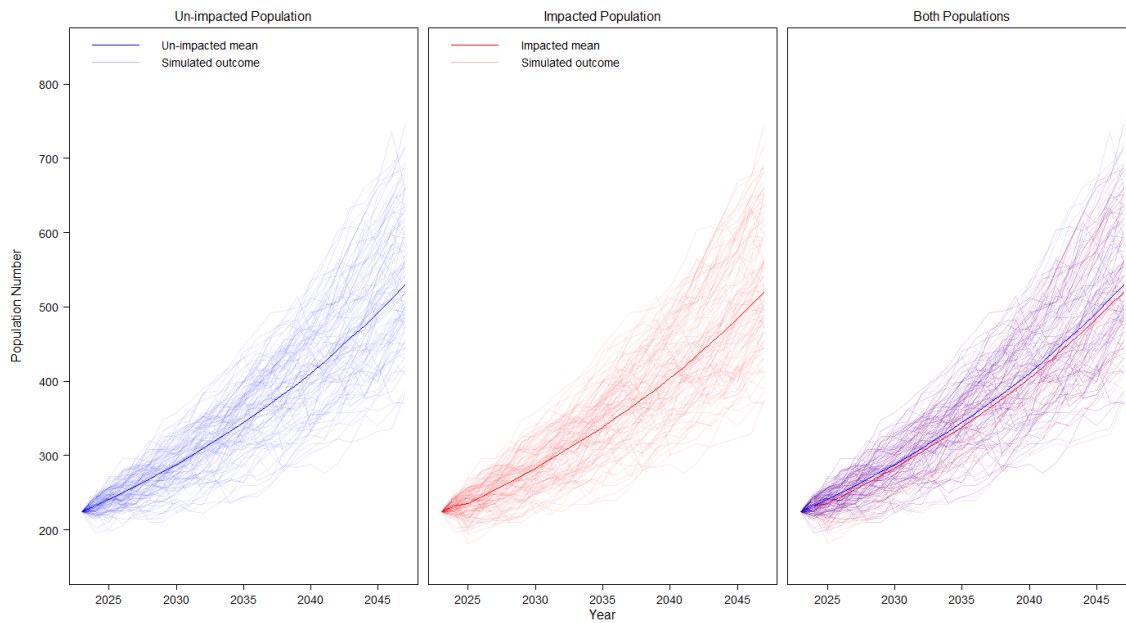 Un-impacted Population
Impacted Population
Both Populations
Un-impacted mean
Simulated outcome
Impacted mean
Simulated outcome
Population Number
800
700
600
500
400
300
200
2025 2030 2035 2040 2045
2025 2030 2035 2040 2045
2025 2030 2035 2040 2045
Year